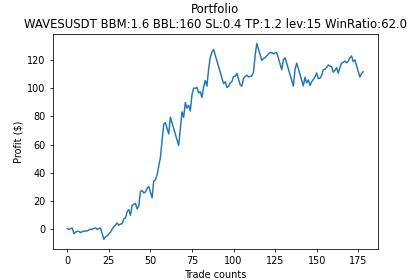 Portfolio
WAVESUSDT BBM:1.6 BBL:160 SL:0.4 TP:1.2 lev:15 WinRatio:62.0
120
100
80
60
40
20
0
Profit ($)
0 25 50 75 100 125 150 175
Trade counts